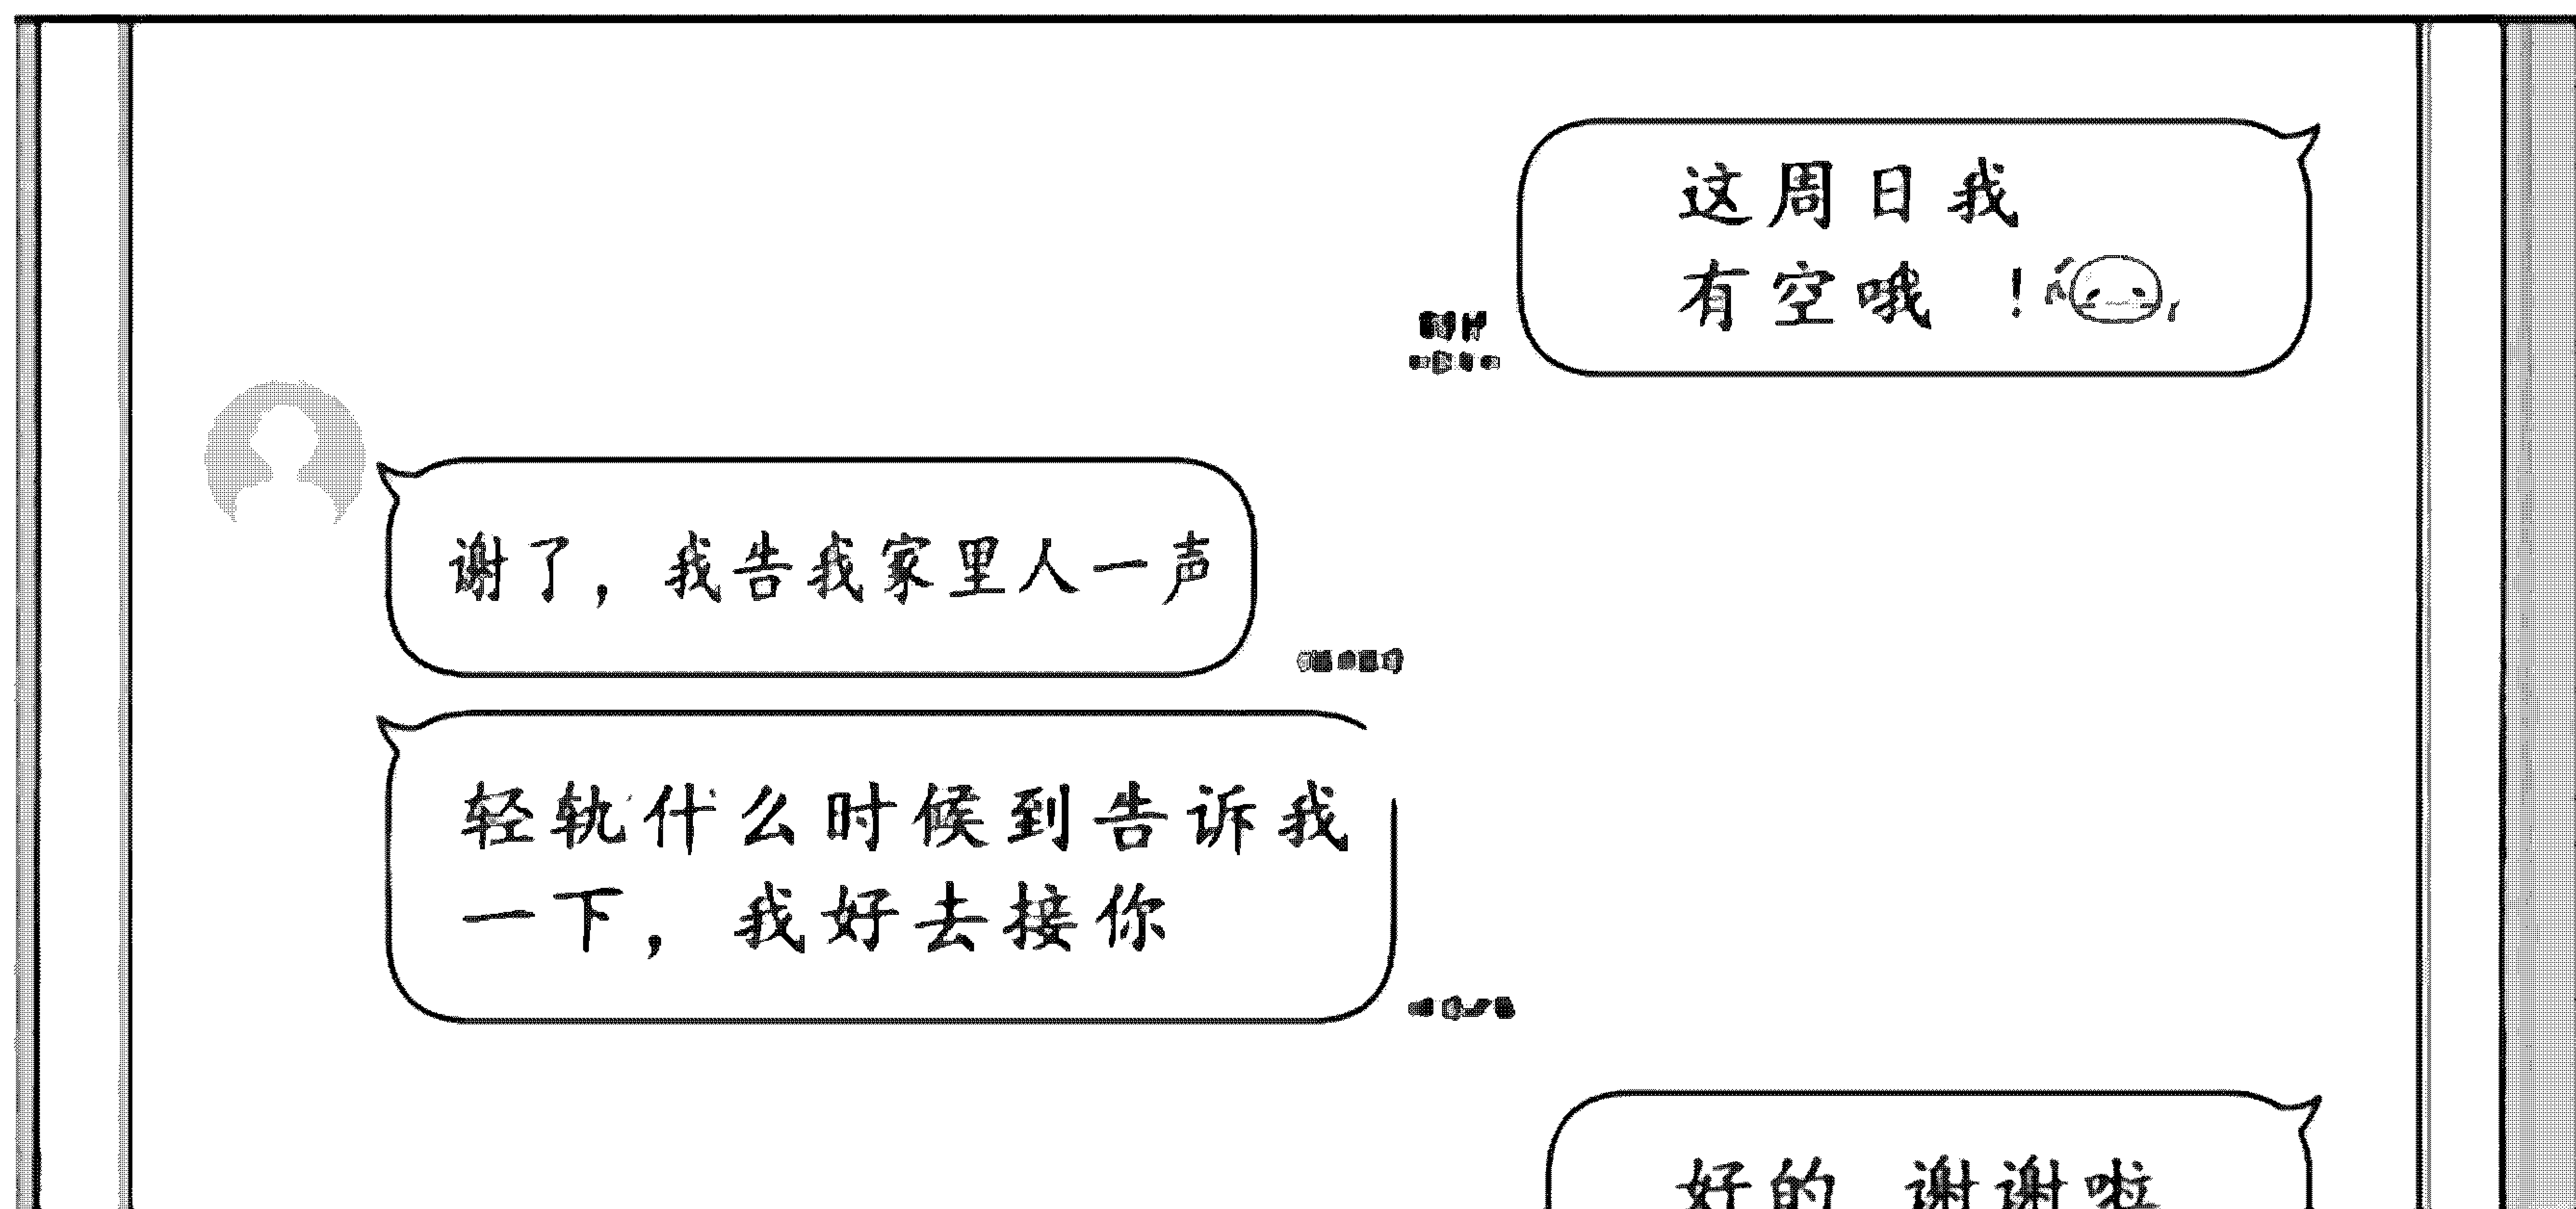 这周日我
有空哦！
谢了，我告我家里人一声
轻轨什么时候到告诉我
一下，我好去接你
好的 谢谢啦